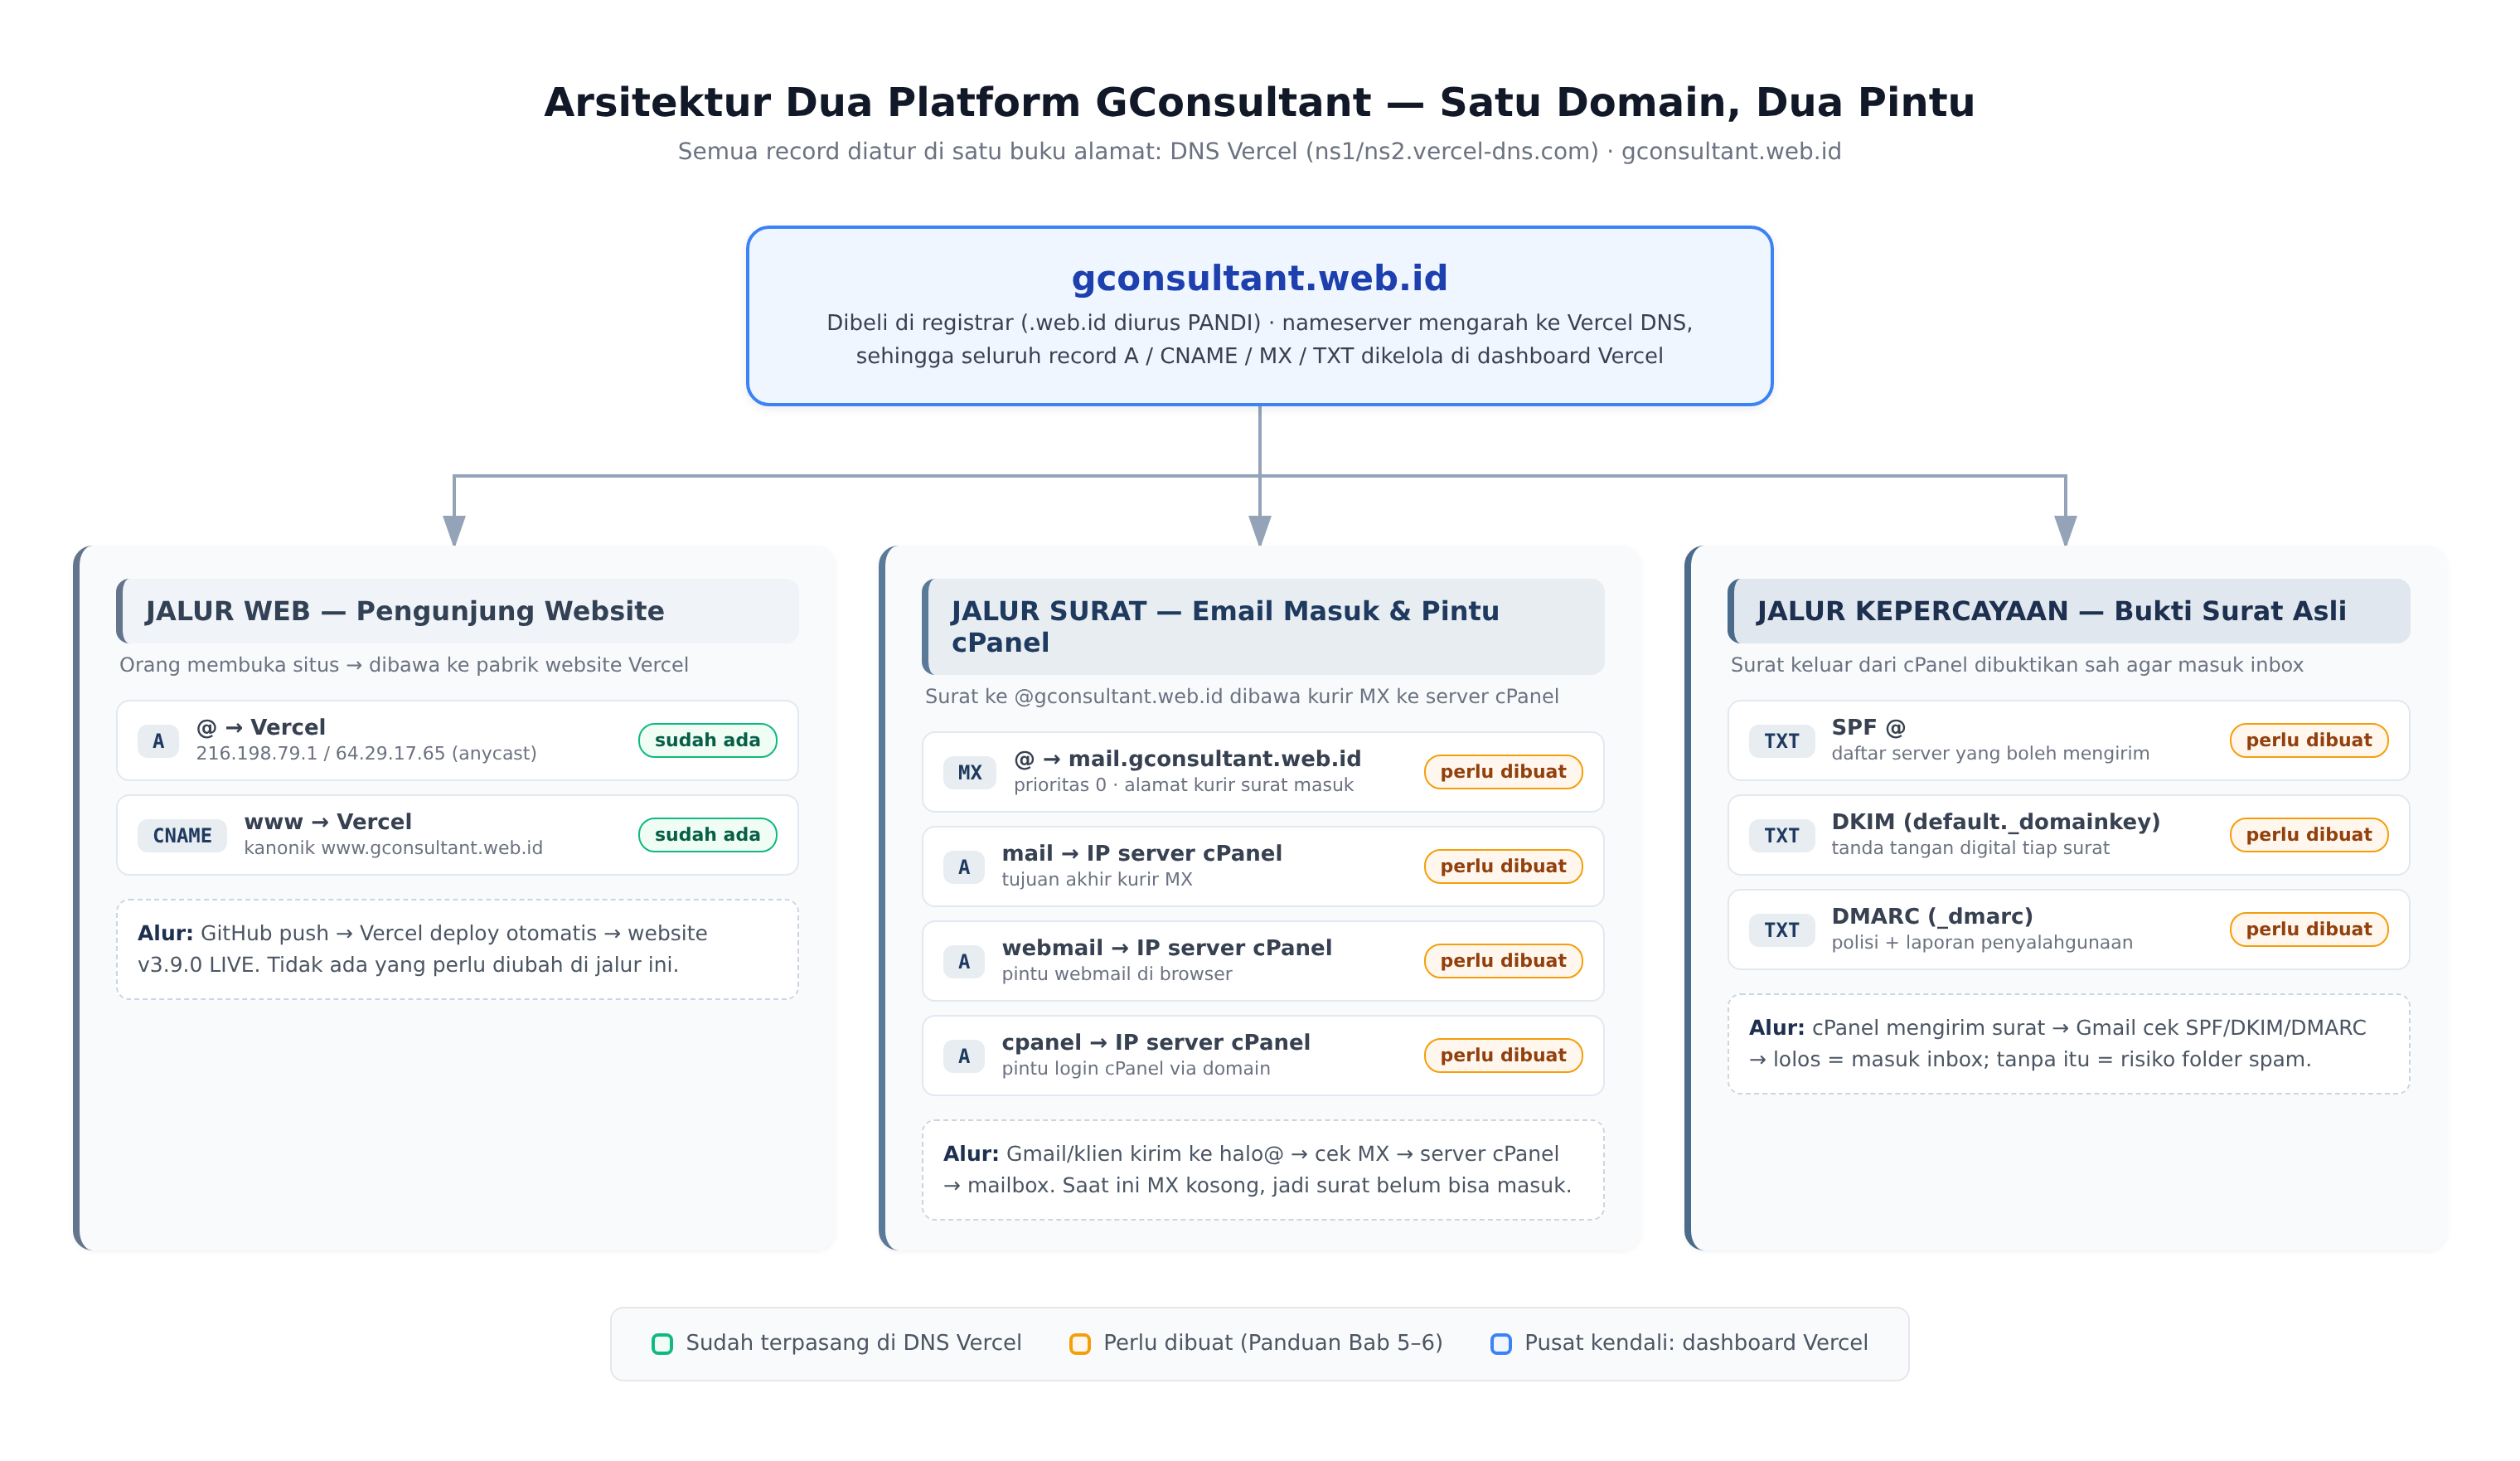 Arsitektur Dua Platform GConsultant — Satu Domain, Dua Pintu
Semua record diatur di satu buku alamat: DNS Vercel (ns1/ns2.vercel-dns.com) · gconsultant.web.id
gconsultant.web.id
Dibeli di registrar (.web.id diurus PANDI) · nameserver mengarah ke Vercel DNS,
sehingga seluruh record A / CNAME / MX / TXT dikelola di dashboard Vercel
JALUR WEB — Pengunjung Website
Orang membuka situs → dibawa ke pabrik website Vercel
A
@ → Vercel
216.198.79.1 / 64.29.17.65 (anycast)
sudah ada
CNAME
www → Vercel
kanonik www.gconsultant.web.id
sudah ada
Alur: GitHub push → Vercel deploy otomatis → website
v3.9.0 LIVE. Tidak ada yang perlu diubah di jalur ini.
JALUR SURAT — Email Masuk & Pintu
cPanel
Surat ke @gconsultant.web.id dibawa kurir MX ke server cPanel
MX
@ → mail.gconsultant.web.id
prioritas 0 · alamat kurir surat masuk
perlu dibuat
A
mail → IP server cPanel
tujuan akhir kurir MX
perlu dibuat
A
webmail → IP server cPanel
pintu webmail di browser
perlu dibuat
A
cpanel → IP server cPanel
pintu login cPanel via domain
perlu dibuat
Alur: Gmail/klien kirim ke halo@ → cek MX → server cPanel
→ mailbox. Saat ini MX kosong, jadi surat belum bisa masuk.
JALUR KEPERCAYAAN — Bukti Surat Asli
Surat keluar dari cPanel dibuktikan sah agar masuk inbox
TXT
SPF @
daftar server yang boleh mengirim
perlu dibuat
TXT
DKIM (default._domainkey)
tanda tangan digital tiap surat
perlu dibuat
TXT
DMARC (_dmarc)
polisi + laporan penyalahgunaan
perlu dibuat
Alur: cPanel mengirim surat → Gmail cek SPF/DKIM/DMARC
→ lolos = masuk inbox; tanpa itu = risiko folder spam.
Sudah terpasang di DNS Vercel
Perlu dibuat (Panduan Bab 5–6)
Pusat kendali: dashboard Vercel